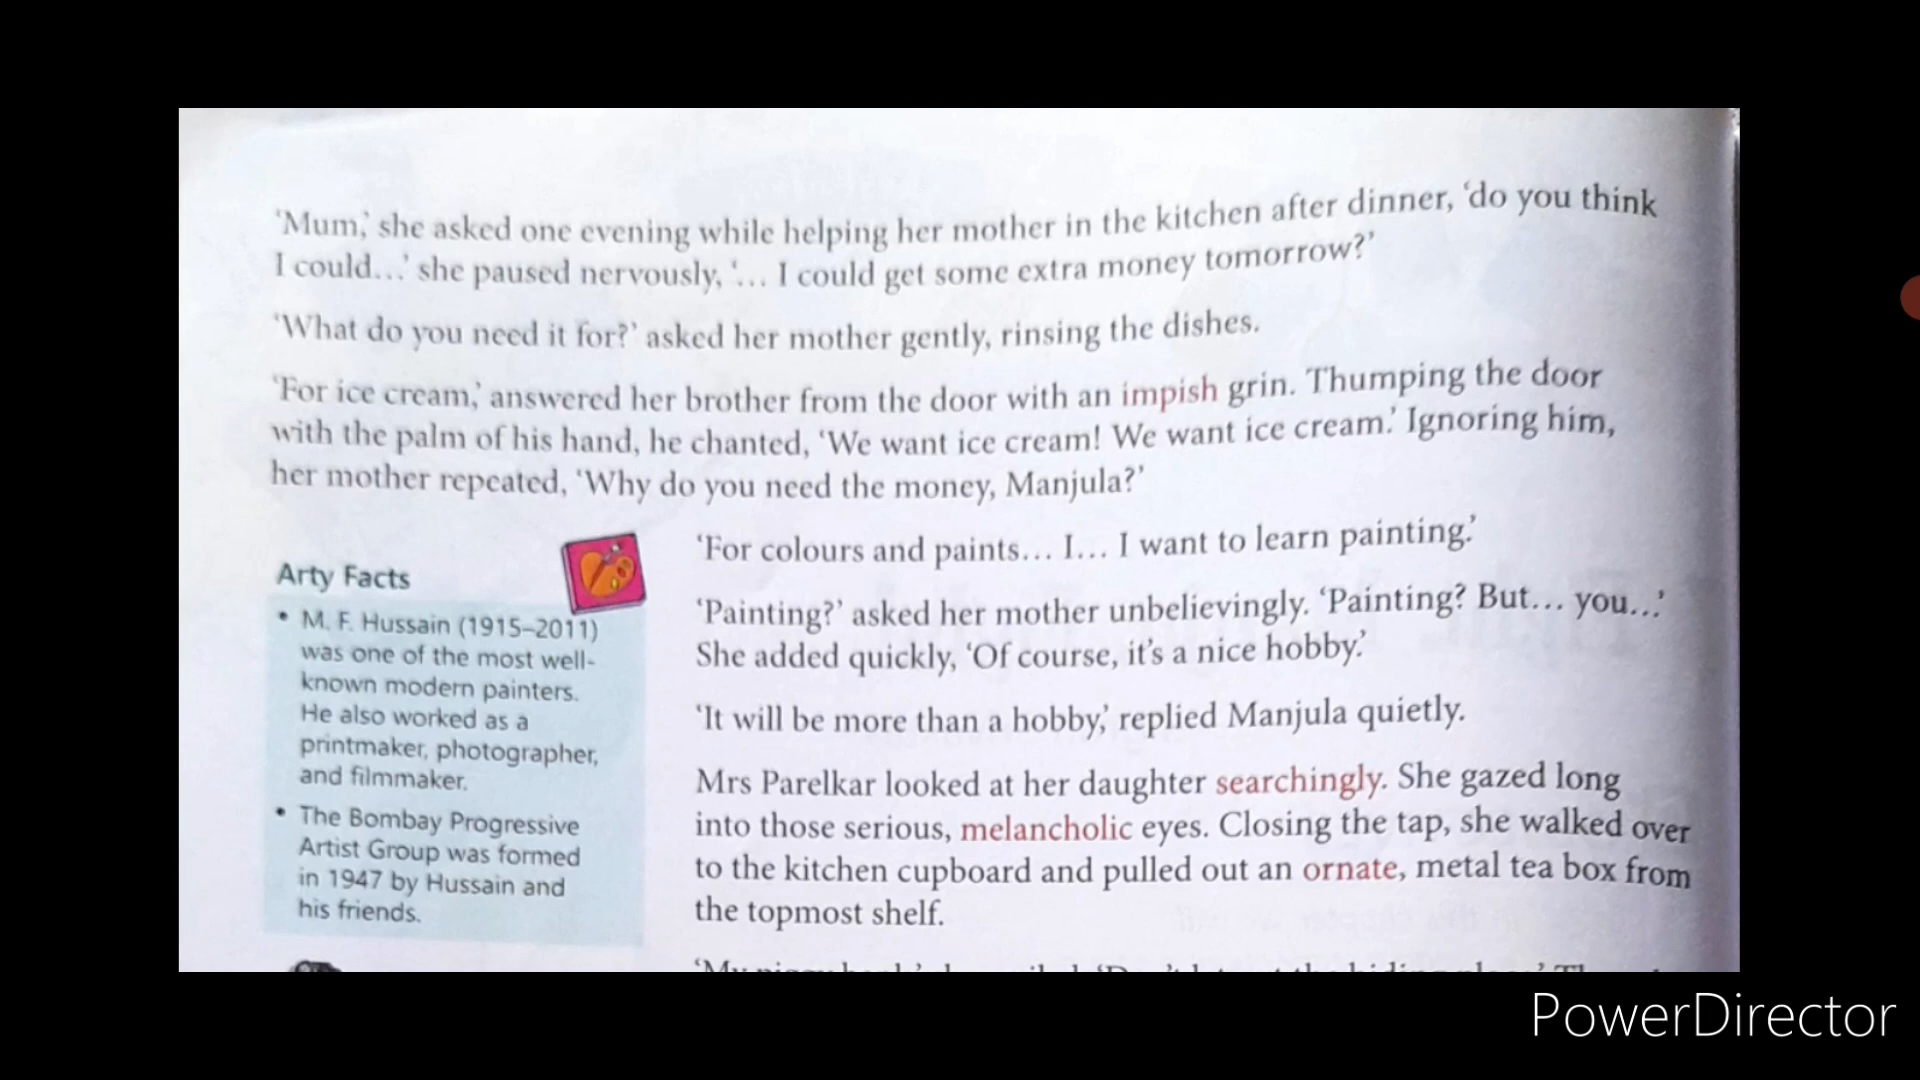 ‘Mum,’ she asked one evening while helping her mother in the kitchen after dinner, ‘do you think
I could…’ she paused nervously, ‘… I could get some extra money tomorrow?’
‘What do you need it for?’ asked her mother gently, rinsing the dishes.
‘For ice cream,’ answered her brother from the door with an impish grin. Thumping the door
with the palm of his hand, he chanted, ‘We want ice cream! We want ice cream.’ Ignoring him,
her mother repeated, ‘Why do you need the money, Manjula?’
‘For colours and paints… I… I want to learn painting.’
‘Painting?’ asked her mother unbelievingly. ‘Painting? But… you…’
She added quickly, ‘Of course, it’s a nice hobby.’
‘It will be more than a hobby,’ replied Manjula quietly.
Mrs Parelkar looked at her daughter searchingly. She gazed long
into those serious, melancholic eyes. Closing the tap, she walked over
to the kitchen cupboard and pulled out an ornate, metal tea box from
the topmost shelf.
Arty Facts
• M. F. Hussain (1915–2011)
was one of the most well-
known modern painters.
He also worked as a
printmaker, photographer,
and filmmaker.
• The Bombay Progressive
Artist Group was formed
in 1947 by Hussain and
his friends.
PowerDirector